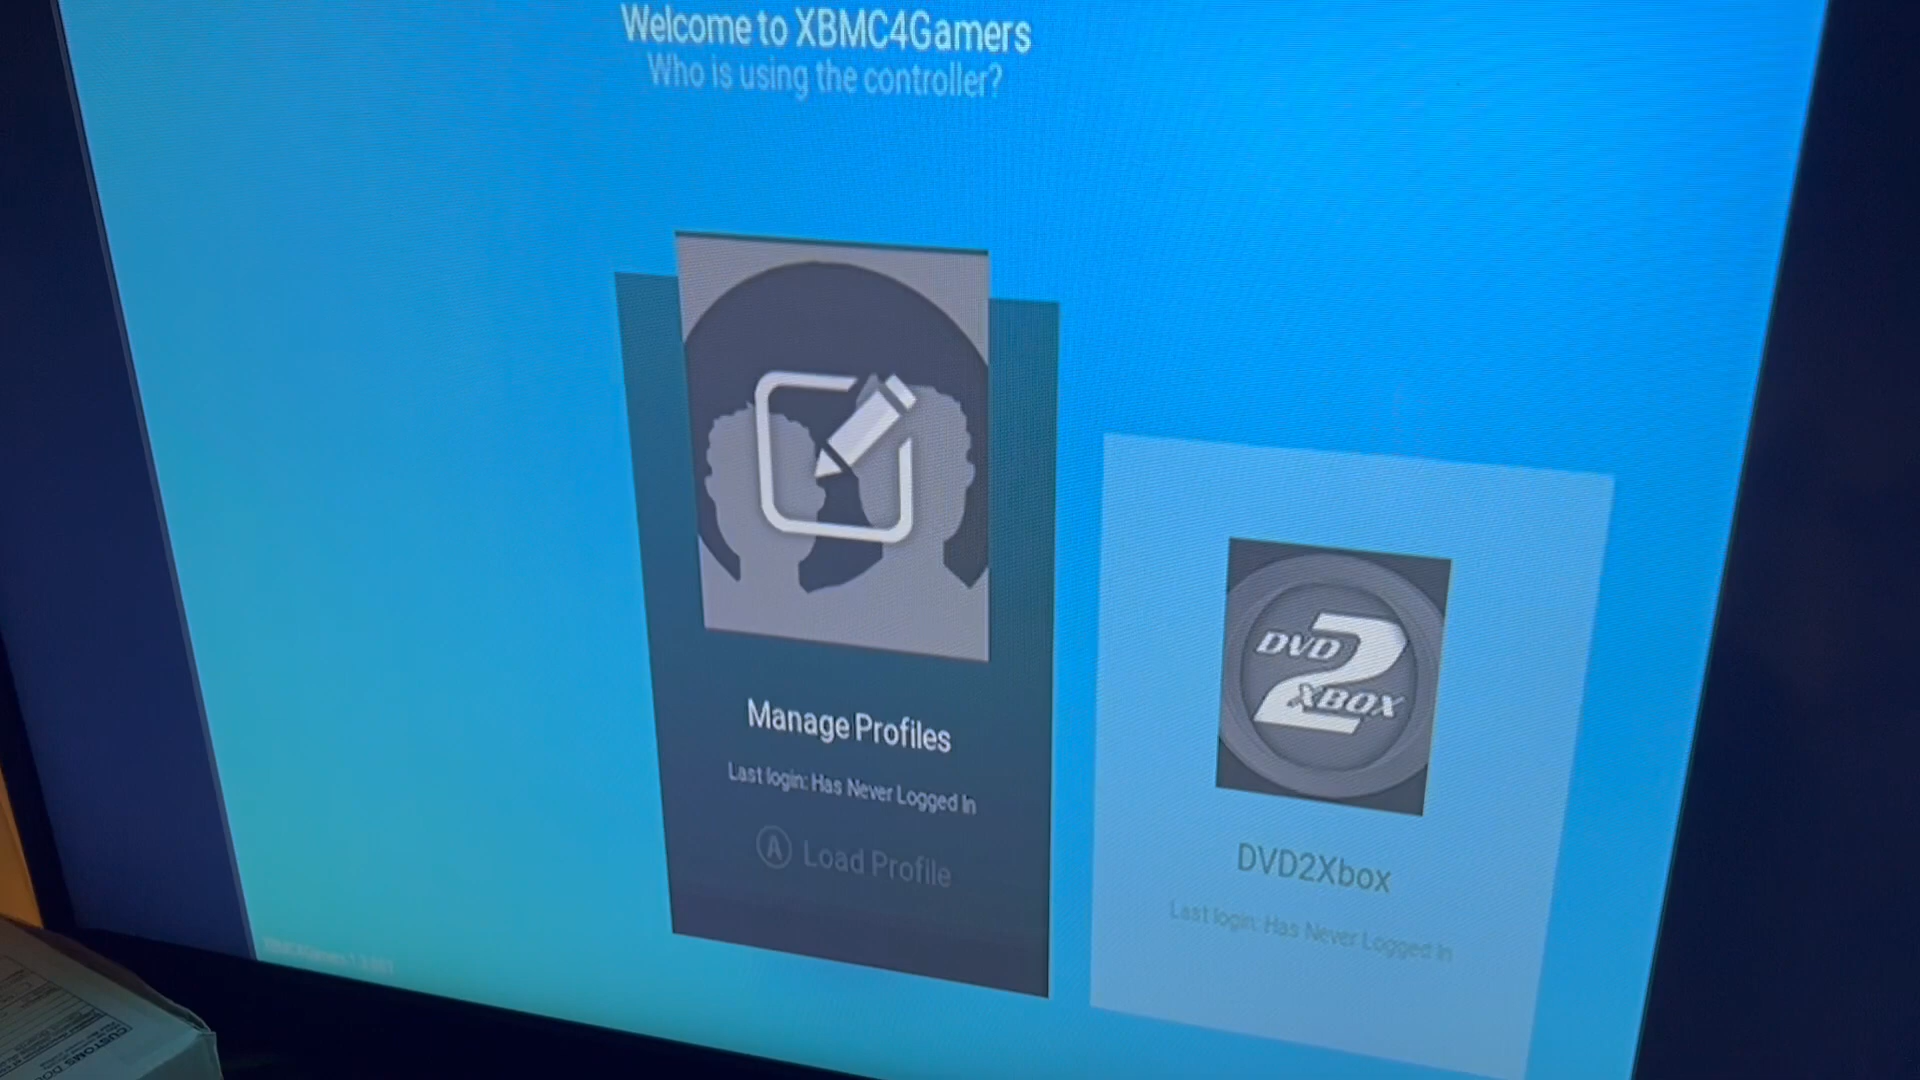 Welcome to XBMC4Gamers
Who is using the controller?
Manage Profiles
Last login: Has Never Logged In
A Load Profile
DVD
2
XBOX
DVD2Xbox
Last login: Has Never Logged In
CUSTOMS